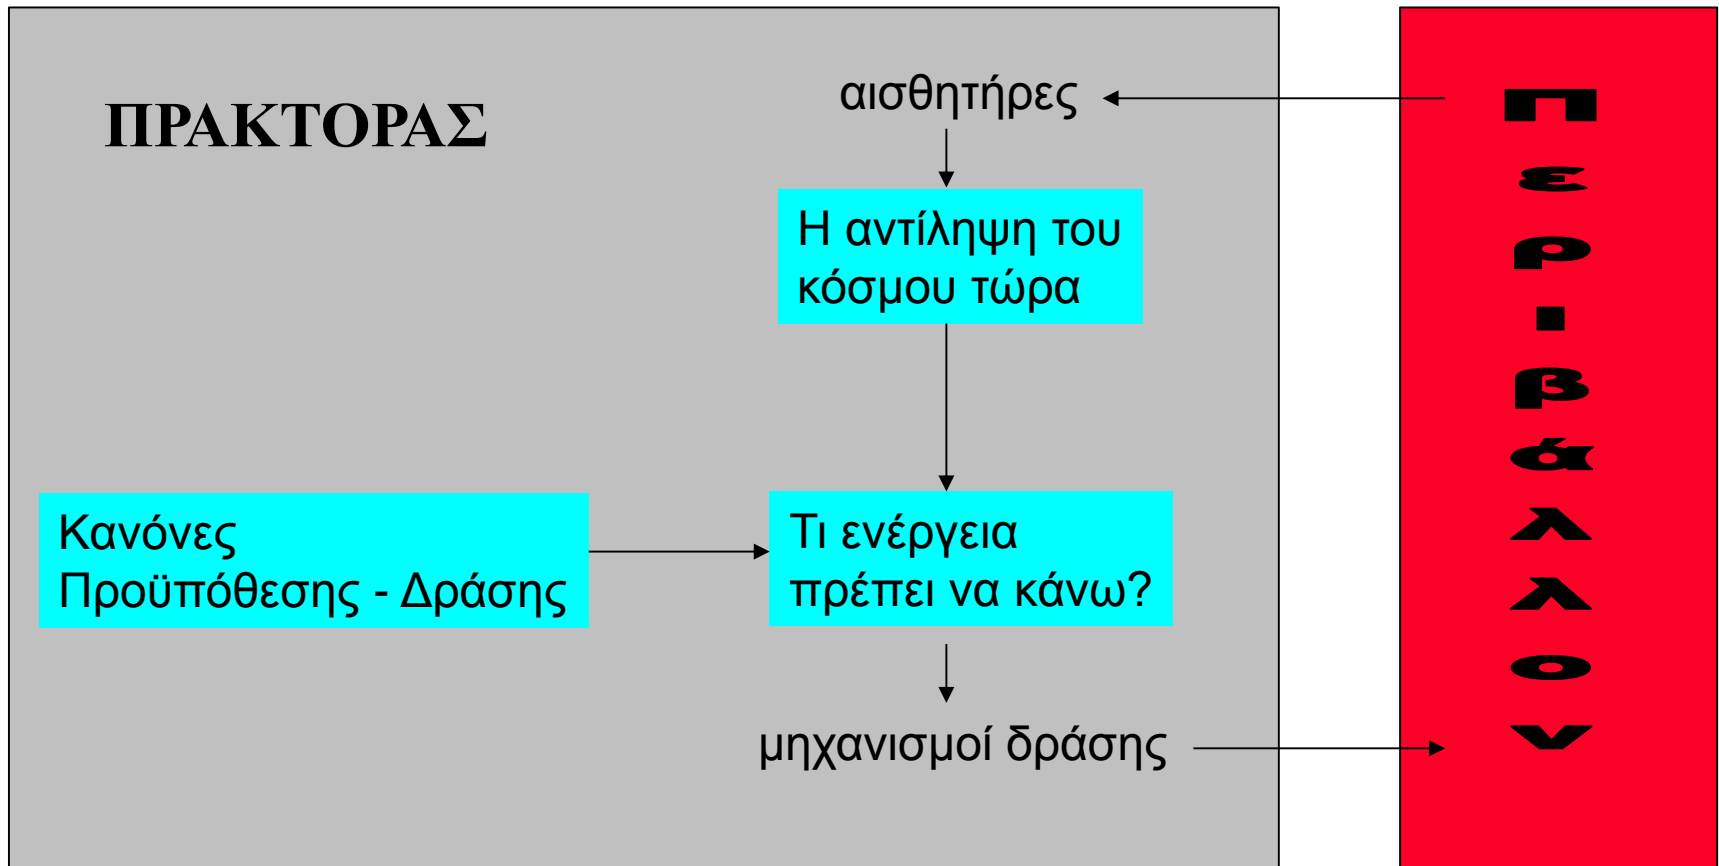 ΠΡΑΚΤΟΡΑΣ
αισθητήρες
Η αντίληψη του
κόσμου τώρα
Κανόνες
Προϋπόθεσης - Δράσης
Τι ενέργεια
πρέπει να κάνω?
μηχανισμοί δράσης
Περιβάλλον